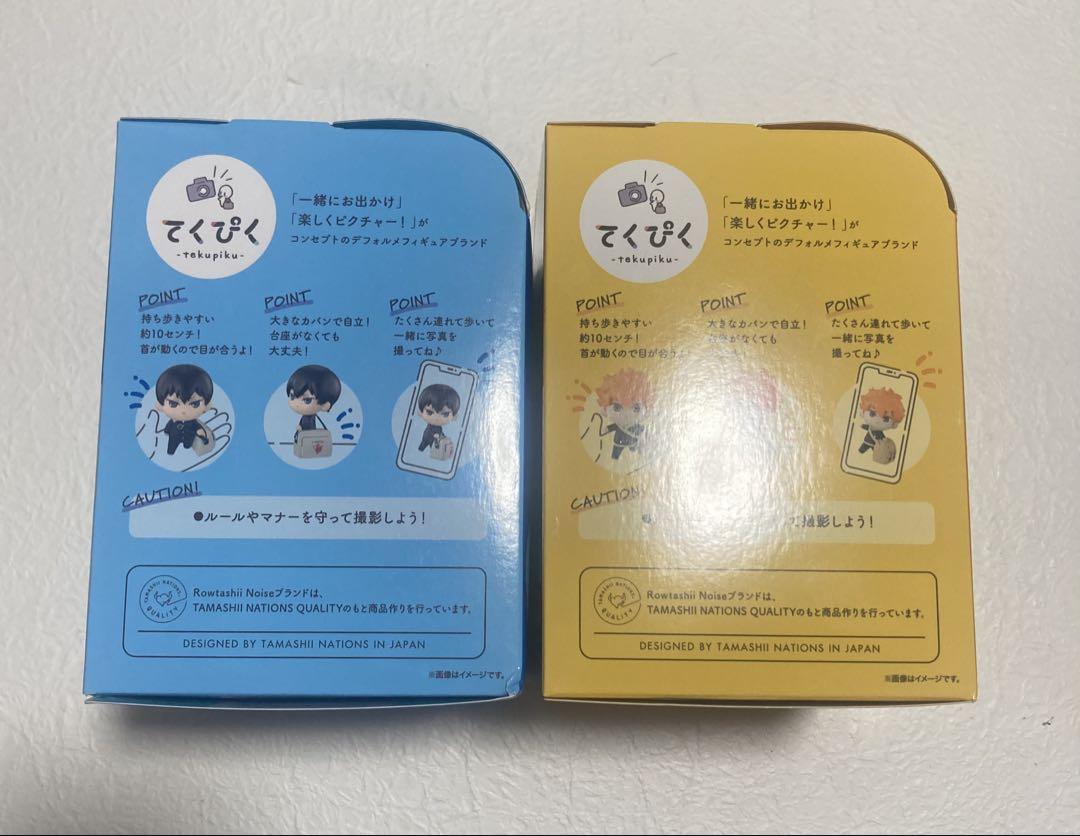 てくぴく
-tekupiku-
「一緒にお出かけ」
「楽しくピクチャー！」が
コンセプトのデフォルメフィギュアブランド
POINT
持ち歩きやすい
約10センチ！
首が動くので目が合うよ！
POINT
大きなカバンで自立！
台座がなくても
大丈夫！
POINT
たくさん連れて歩いて
一緒に写真を
撮ってね♪
CAUTION!
●ルールやマナーを守って撮影しよう！
TAMASHII NATIONS
QUALITY
Rowtashii Noiseブランドは、
TAMASHII NATIONS QUALITYのもと商品作りを行っています。
DESIGNED BY TAMASHII NATIONS IN JAPAN
※画像はイメージです。
てくぴく
-tekupiku-
「一緒にお出かけ」
「楽しくピクチャー！」が
コンセプトのデフォルメフィギュアブランド
POINT
持ち歩きやすい
約10センチ！
首が動くので目が合うよ！
POINT
大きなカバンで自立！
台座がなくても
大丈夫！
POINT
たくさん連れて歩いて
一緒に写真を
撮ってね♪
CAUTION!
て撮影しよう！
TAMASHII NATIONS
QUALITY
Rowtashii Noiseブランドは、
TAMASHII NATIONS QUALITYのもと商品作りを行っています。
DESIGNED BY TAMASHII NATIONS IN JAPAN
※画像はイメージです。